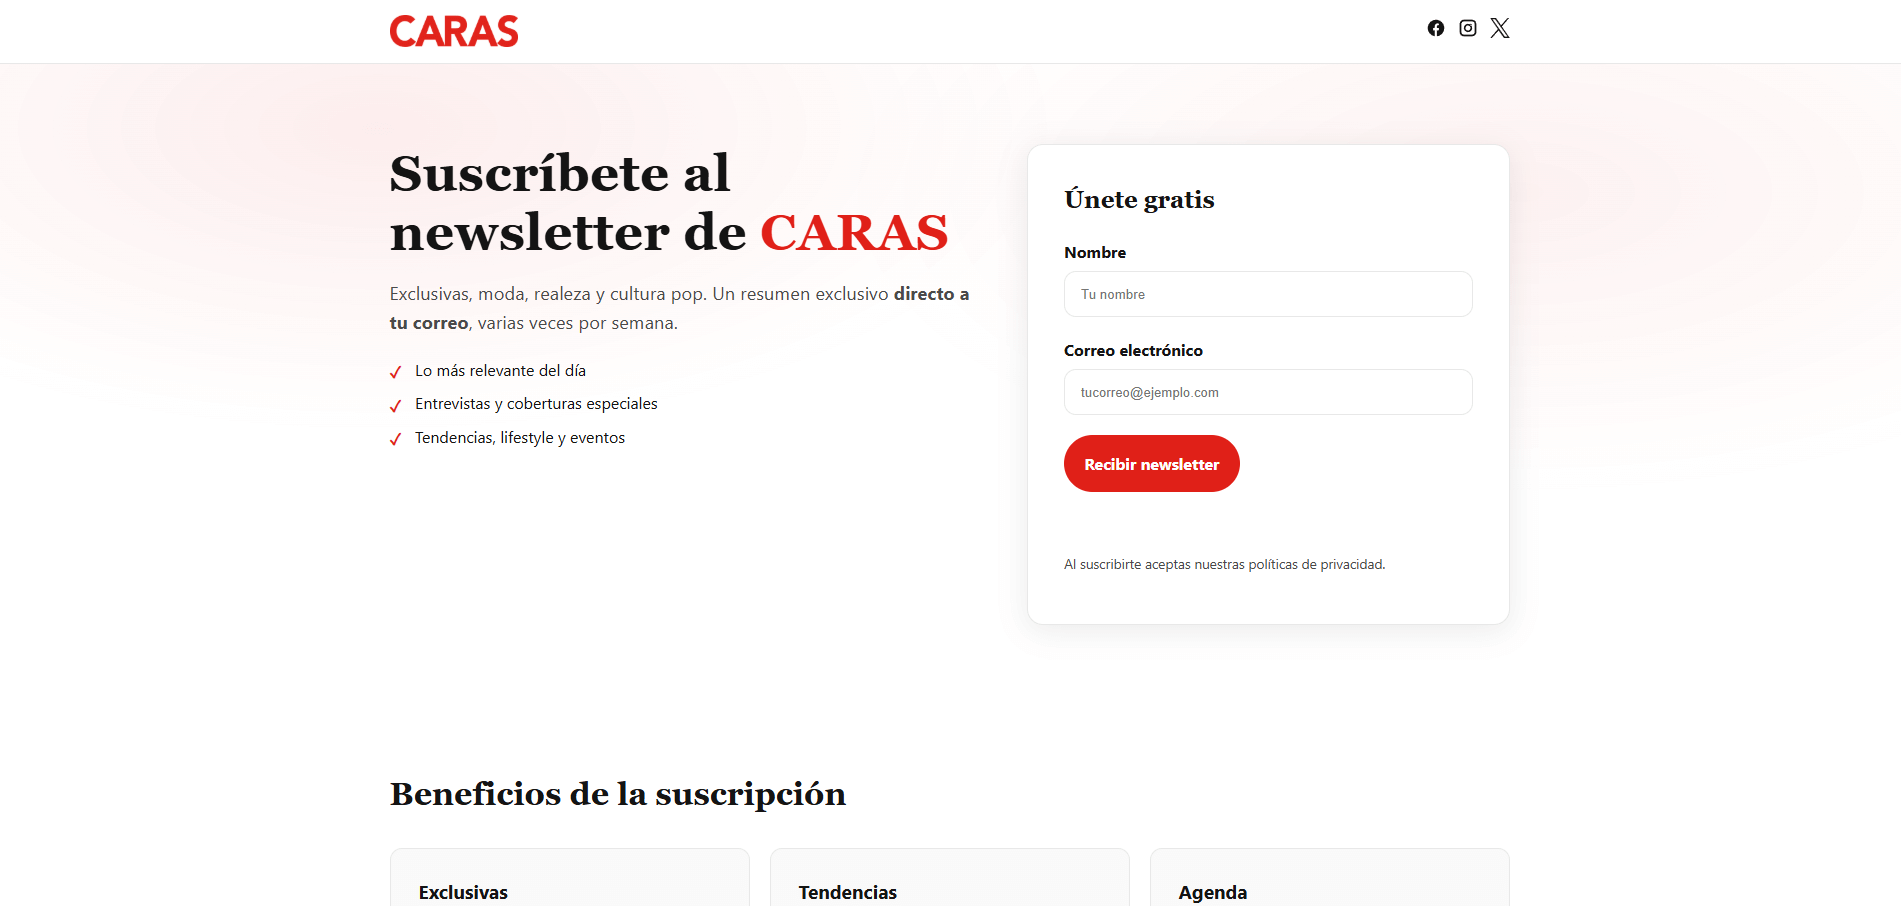 CARAS
Suscríbete al
newsletter de CARAS
Exclusivas, moda, realeza y cultura pop. Un resumen exclusivo directo a
tu correo, varias veces por semana.
Lo más relevante del día
Entrevistas y coberturas especiales
Tendencias, lifestyle y eventos
Únete gratis
Nombre
Tu nombre
Correo electrónico
tucorreo@ejemplo.com
Recibir newsletter
Al suscribirte aceptas nuestras políticas de privacidad.
Beneficios de la suscripción
Exclusivas
Tendencias
Agenda